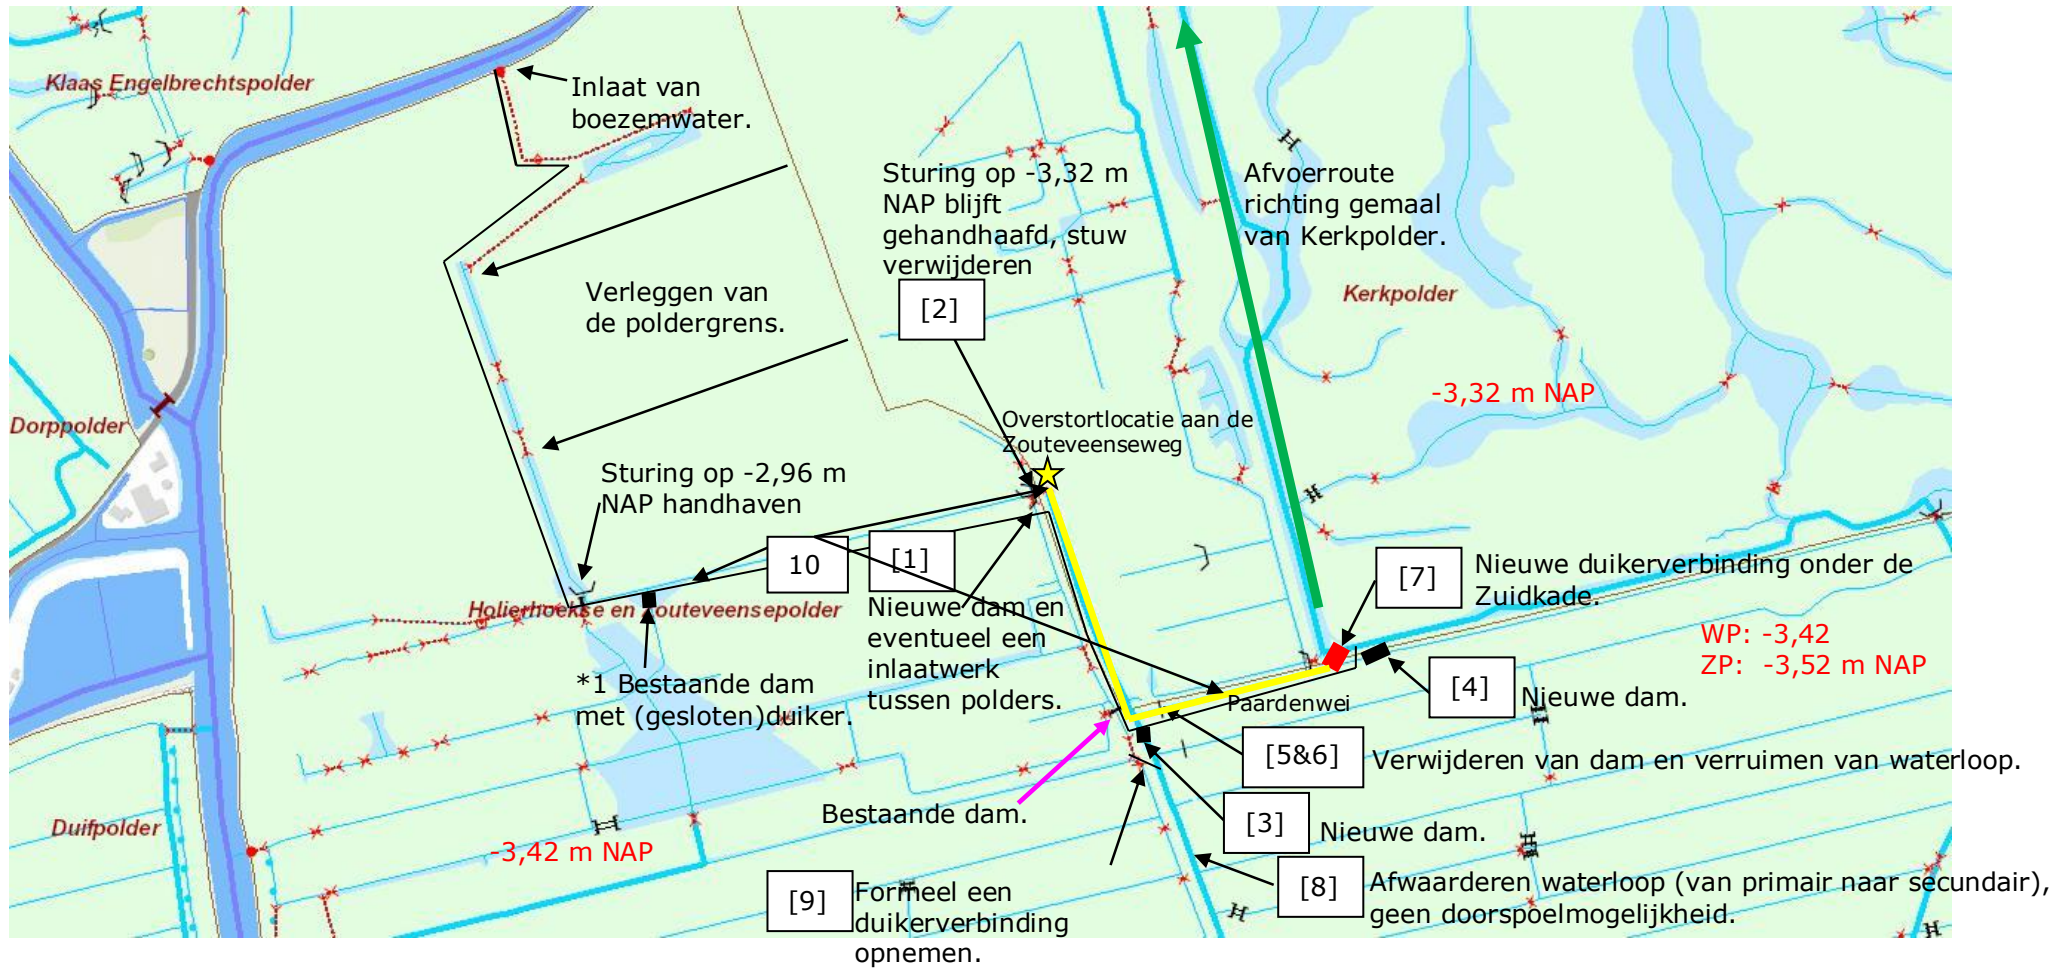 Klaas Engelbrechtspolder
Inlaat van
boezemwater.
Sturing op -3,32 m
NAP blijft
gehandhaafd, stuw
verwijderen
[2]
Afvoerroute
richting gemaal
van Kerkpolder.
Kerkpolder
Verleggen van
de poldergrens.
-3,32 m NAP
Dorppolder
Overstortlocatie aan de
Zouteveenseweg
Sturing op -2,96 m
NAP handhaven
10
[1]
[7]
Nieuwe duikerverbinding onder de
Zuidkade.
Holierhoekse en Zouteveensepolder
Nieuwe dam en
eventueel een
inlaatwerk
tussen polders.
WP: -3,42
ZP: -3,52 m NAP
*1 Bestaande dam
met (gesloten)duiker.
[4]
Nieuwe dam.
Paardenwei
[5&6]
Verwijderen van dam en verruimen van waterloop.
Bestaande dam.
[3]
Nieuwe dam.
Duifpolder
-3,42 m NAP
[8]
Afwaarderen waterloop (van primair naar secundair),
geen doorspoelmogelijkheid.
[9]
Formeel een
duikerverbinding
opnemen.